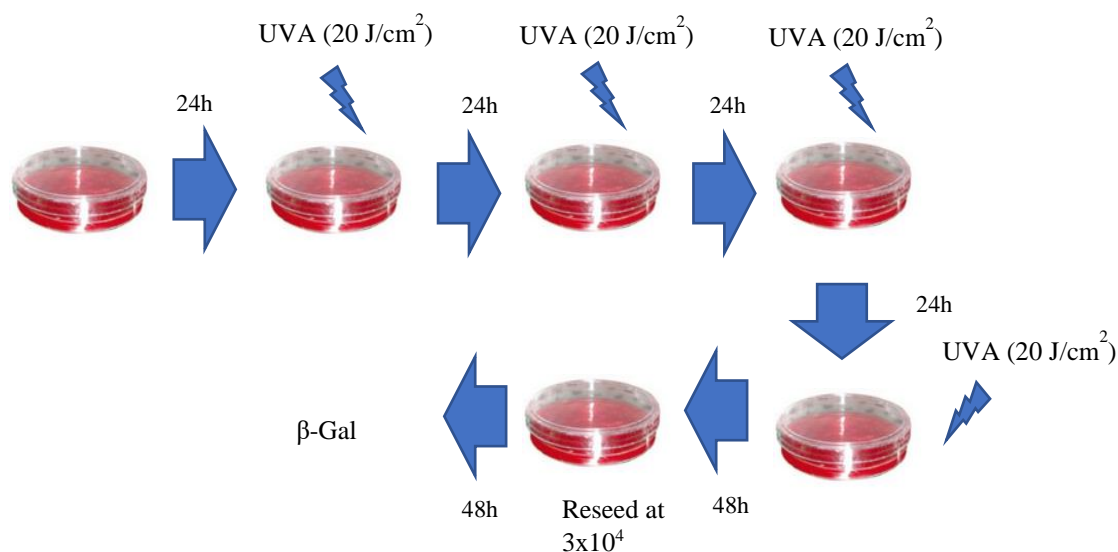 UVA (20 J/cm²)
UVA (20 J/cm²)
UVA (20 J/cm²)
24h
24h
24h
24h
UVA (20 J/cm²)
β-Gal
48h
Reseed at
3x10⁴
48h